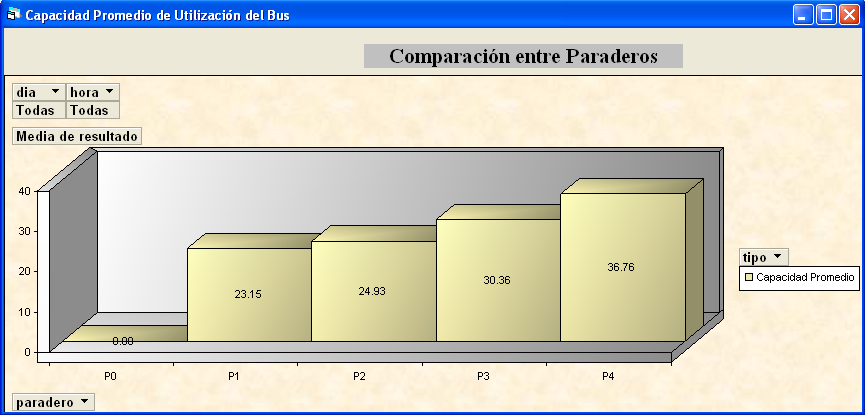 Capacidad Promedio de Utilización del Bus
Comparación entre Paraderos
dia hora
Todas Todas
Media de resultado
40
30
20
10
0
0.00
23.15
24.93
30.36
36.76
P0 P1 P2 P3 P4
tipo
Capacidad Promedio
paradero